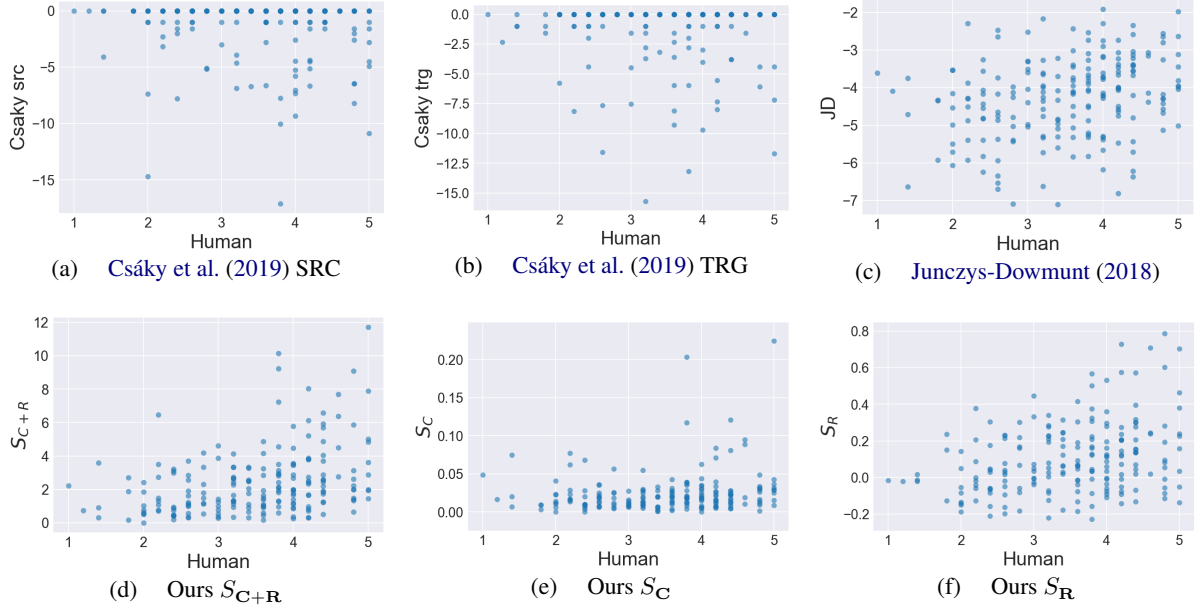 0
−5
−10
−15
Csaky src
1 2 3 4 5
Human
(a) Csáky et al. (2019) SRC
0.0
−2.5
−5.0
−7.5
−10.0
−12.5
−15.0
Csaky trg
1 2 3 4 5
Human
(b) Csáky et al. (2019) TRG
−2
−3
−4
−5
−6
−7
JD
1 2 3 4 5
Human
(c) Junczys-Dowmunt (2018)
12
10
8
6
4
2
0
S_{C+R}
1 2 3 4 5
Human
(d) Ours S_{C+R}
0.20
0.15
0.10
0.05
0.00
S_C
1 2 3 4 5
Human
(e) Ours S_C
0.8
0.6
0.4
0.2
0.0
−0.2
S_R
1 2 3 4 5
Human
(f) Ours S_R